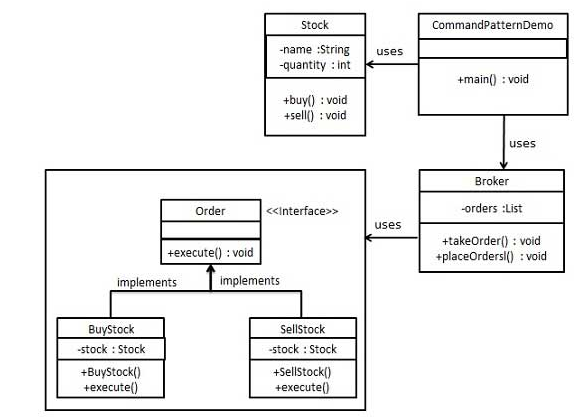 Stock
-name :String
-quantity : int
+buy() : void
+sell() : void
uses
CommandPatternDemo
+main() : void
uses
Broker
-orders :List
+takeOrder() : void
+placeOrdersl() : void
uses
Order
<<Interface>>
+execute() : void
implements
implements
BuyStock
-stock : Stock
+BuyStock()
+execute()
SellStock
-stock : Stock
+SellStock()
+execute()